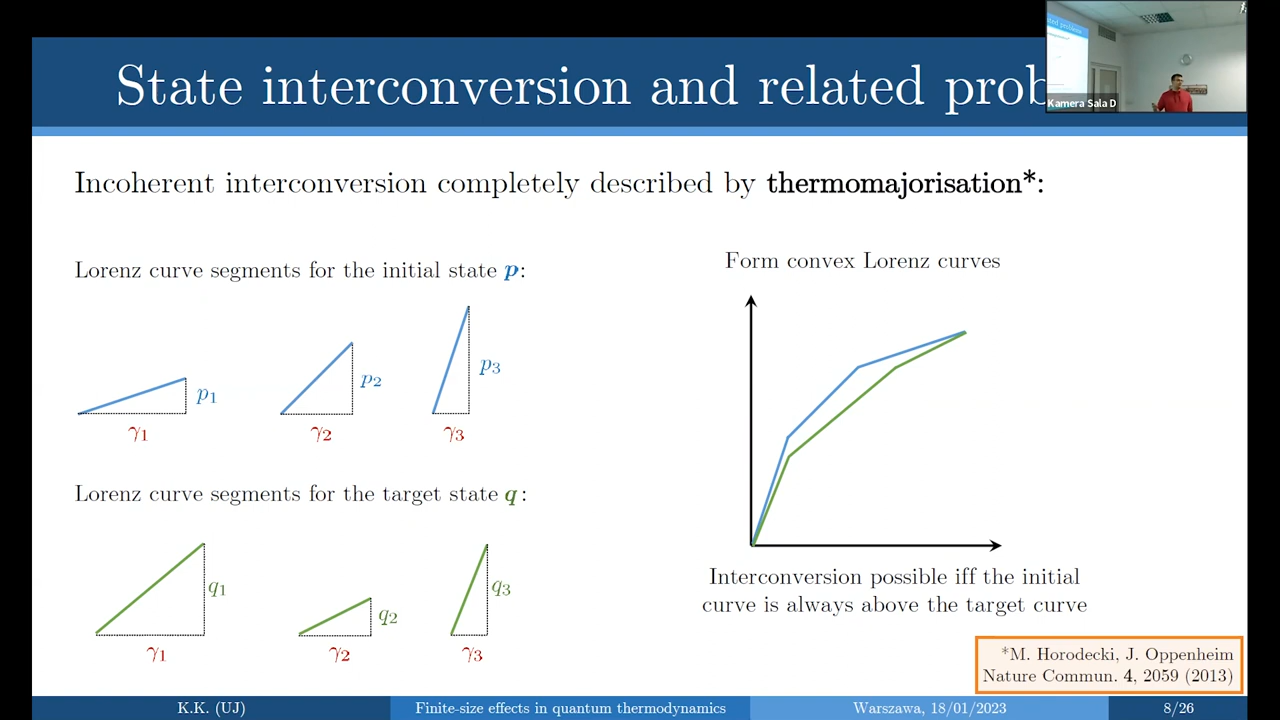 State interconversion and related prob
Kamera Sala D
Incoherent interconversion completely described by thermomajorisation*:
Lorenz curve segments for the initial state p:
p₁
γ₁
p₂
γ₂
p₃
γ₃
Lorenz curve segments for the target state q:
q₁
γ₁
q₂
γ₂
q₃
γ₃
Form convex Lorenz curves
Interconversion possible iff the initial
curve is always above the target curve
*M. Horodecki, J. Oppenheim
Nature Commun. 4, 2059 (2013)
K.K. (UJ)
Finite-size effects in quantum thermodynamics
Warszawa, 18/01/2023
8/26